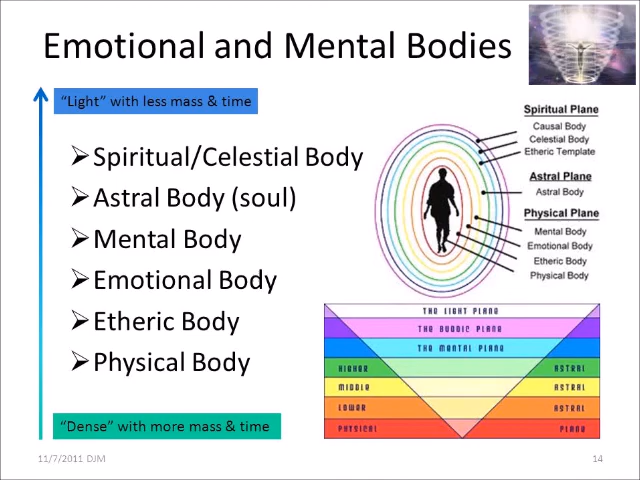 Emotional and Mental Bodies
“Light” with less mass & time
➢Spiritual/Celestial Body
➢Astral Body (soul)
➢Mental Body
➢Emotional Body
➢Etheric Body
➢Physical Body
“Dense” with more mass & time
Spiritual Plane
Causal Body
Celestial Body
Etheric Template
Astral Plane
Astral Body
Physical Plane
Mental Body
Emotional Body
Etheric Body
Physical Body
THE LIGHT PLANE
THE BUDDIC PLANE
THE MENTAL PLANE
HIGHER ASTRAL
MIDDLE ASTRAL
LOWER ASTRAL
PHYSICAL PLANE
11/7/2011 DJM
14